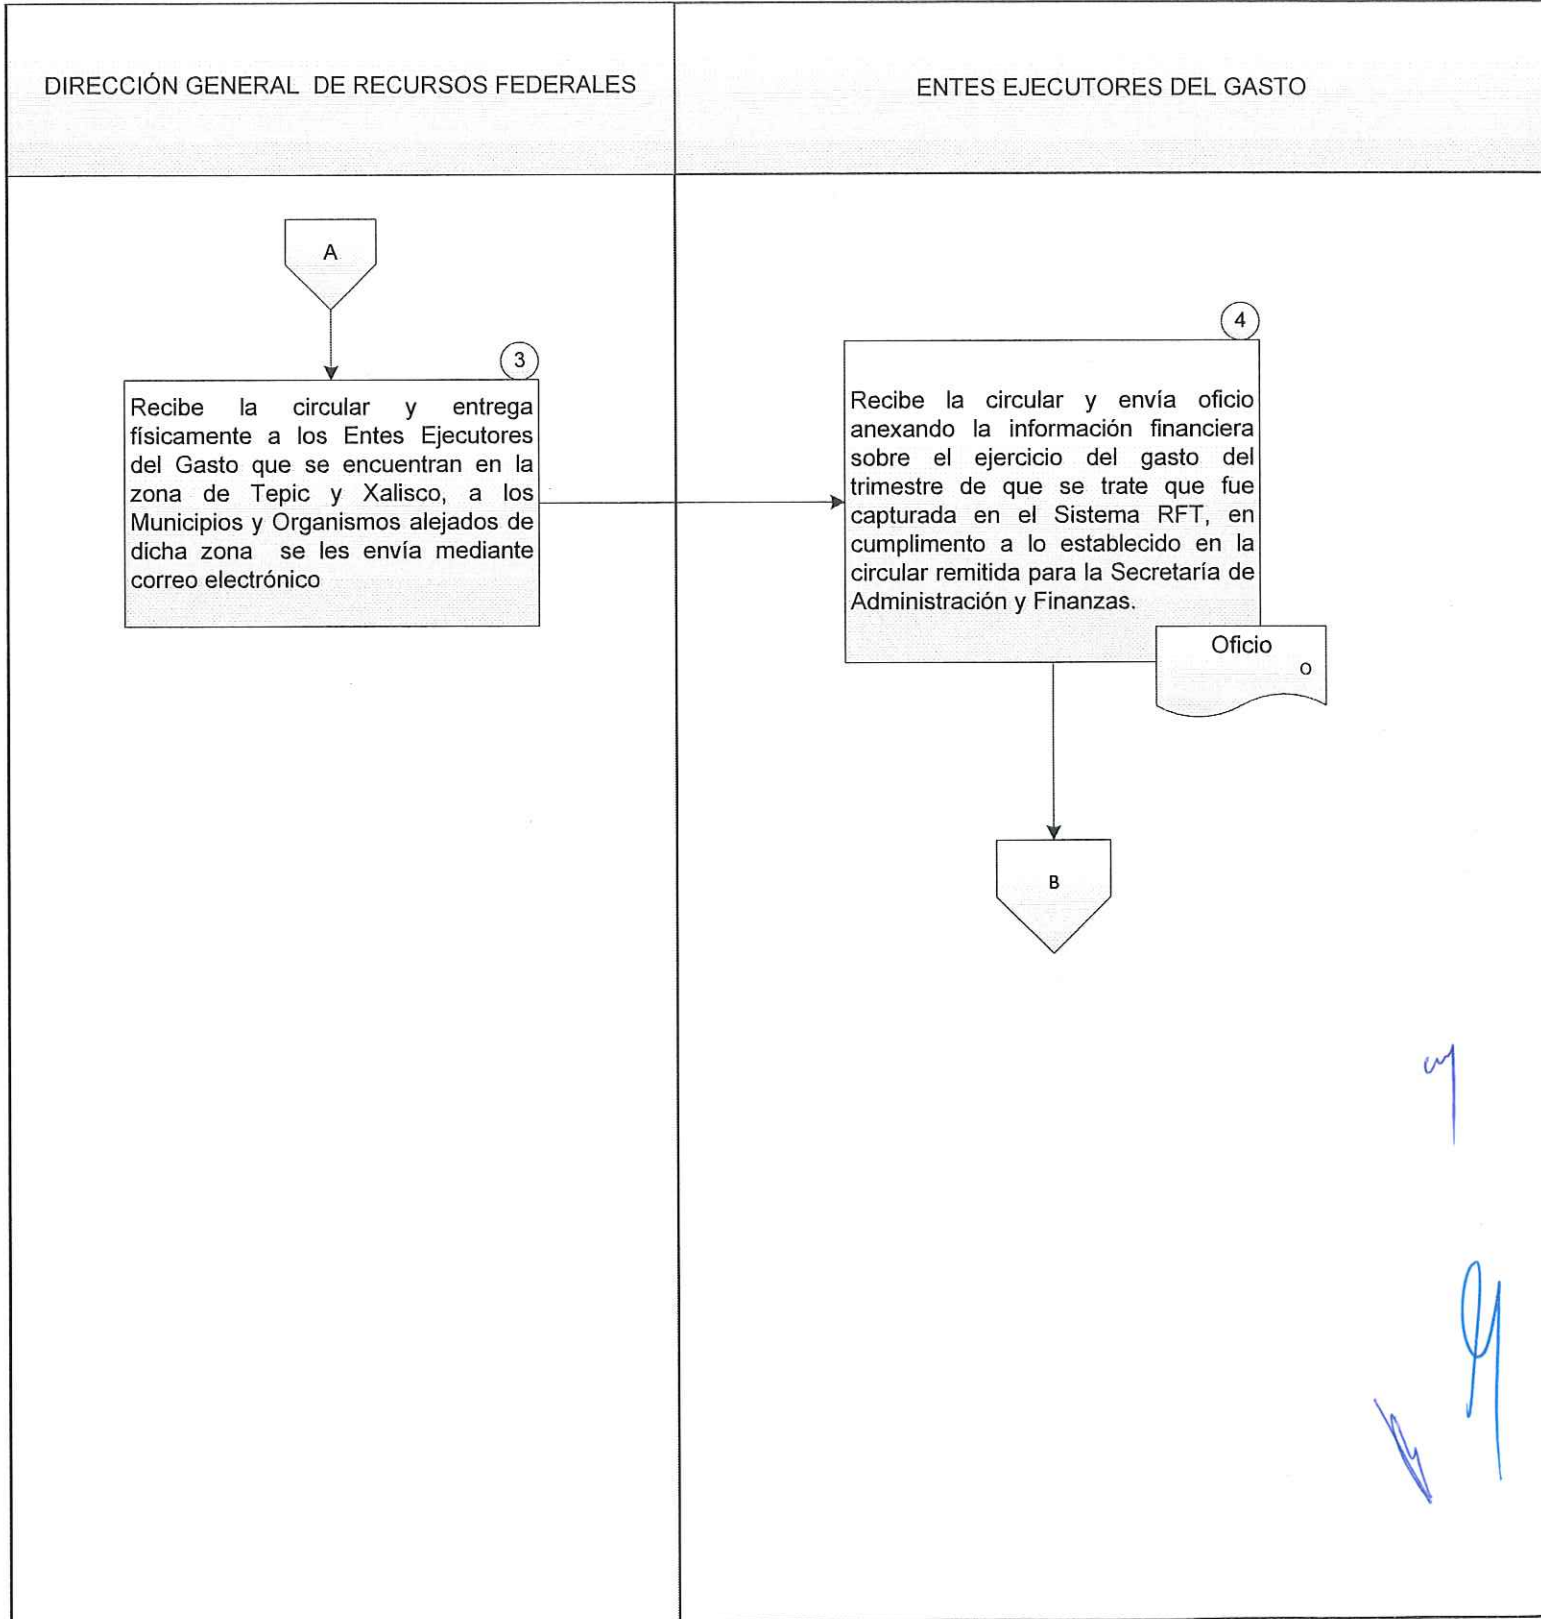 DIRECCIÓN GENERAL DE RECURSOS FEDERALES
ENTES EJECUTORES DEL GASTO
A
3
Recibe la circular y entrega
físicamente a los Entes Ejecutores
del Gasto que se encuentran en la
zona de Tepic y Xalisco, a los
Municipios y Organismos alejados de
dicha zona se les envía mediante
correo electrónico
4
Recibe la circular y envía oficio
anexando la información financiera
sobre el ejercicio del gasto del
trimestre de que se trate que fue
capturada en el Sistema RFT, en
cumplimento a lo establecido en la
circular remitida para la Secretaría de
Administración y Finanzas.
Oficio
O
B